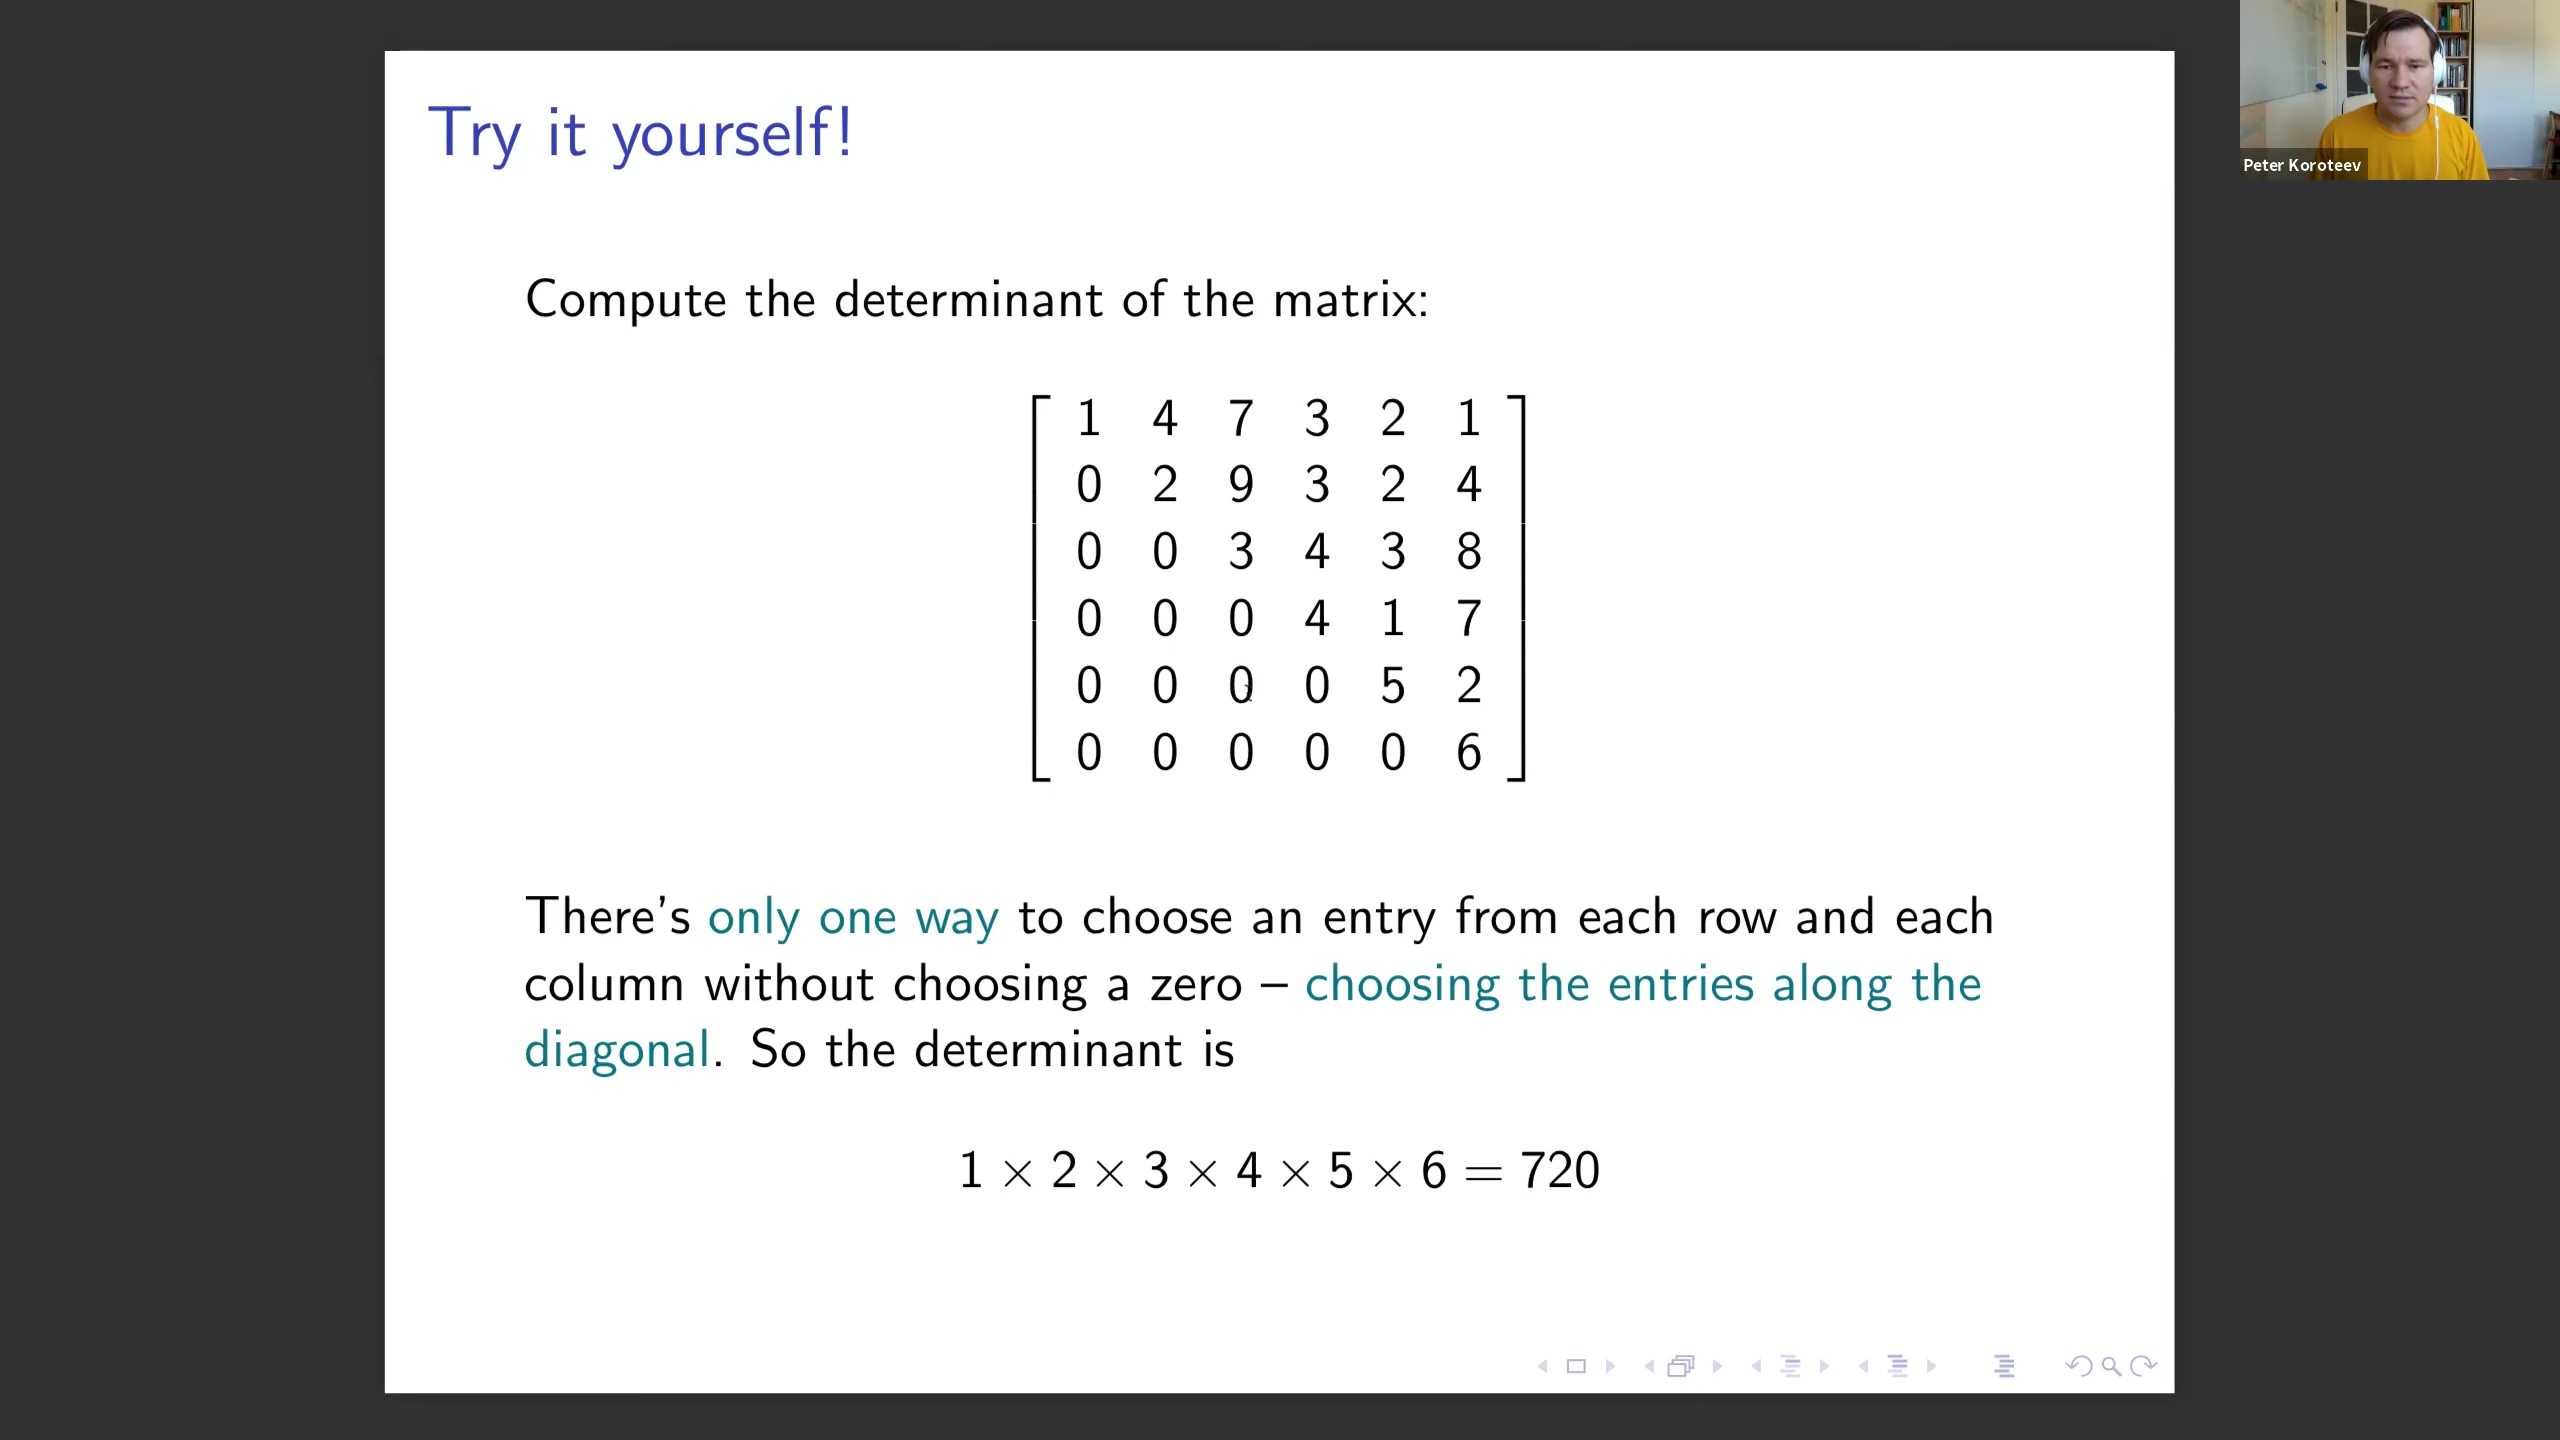 Try it yourself!
Peter Koroteev
Compute the determinant of the matrix:
1 4 7 3 2 1
0 2 9 3 2 4
0 0 3 4 3 8
0 0 0 4 1 7
0 0 0 0 5 2
0 0 0 0 0 6
There's only one way to choose an entry from each row and each
column without choosing a zero – choosing the entries along the
diagonal. So the determinant is
1 × 2 × 3 × 4 × 5 × 6 = 720